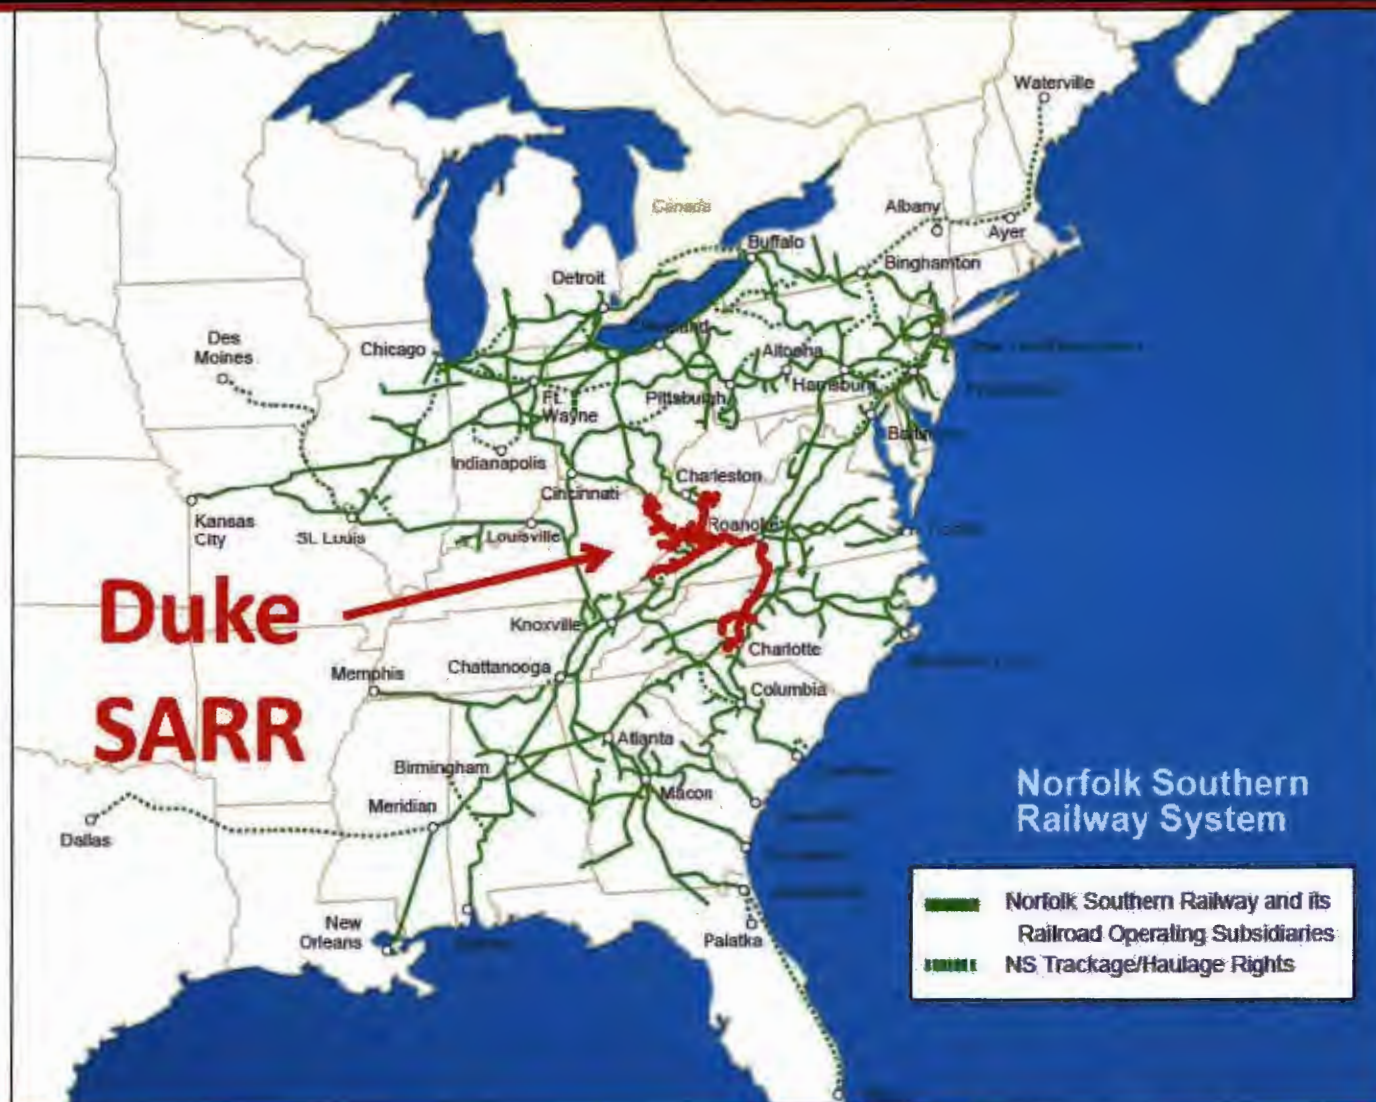 Waterville
Canada
Albany
Ayer
Buffalo
Binghamton
Detroit
Des
Moines
Chicago
Altoona
Harrisburg
Pittsburgh
Ft.
Wayne
Indianapolis
Charleston
Cincinnati
Kansas
City
St. Louis
Louisville
Roanoke
Duke
SARR
Knoxville
Charlotte
Chattanooga
Memphis
Columbia
Atlanta
Birmingham
Macon
Meridian
Dallas
Norfolk Southern
Railway System
New
Orleans
Palatka
Norfolk Southern Railway and its
Railroad Operating Subsidiaries
NS Trackage/Haulage Rights